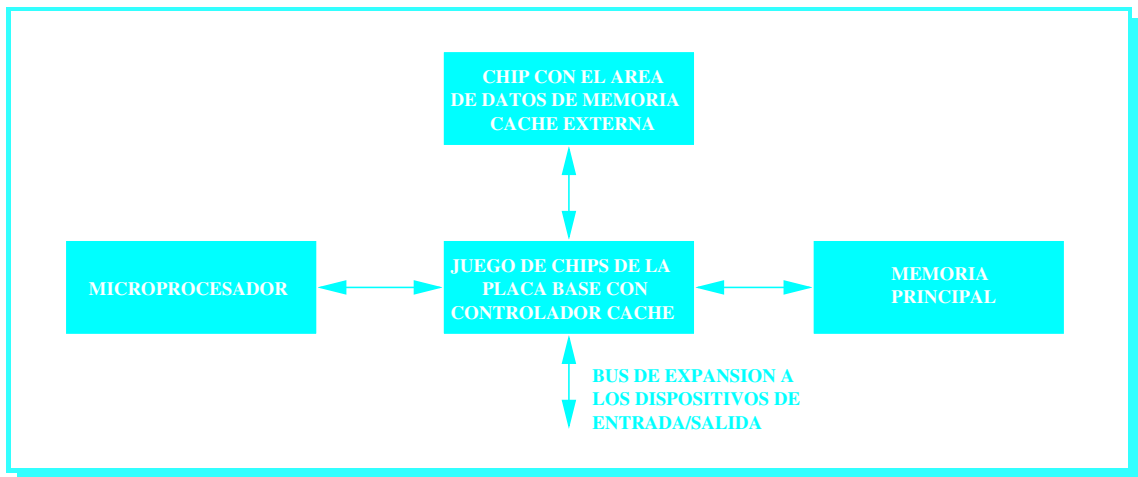 CHIP CON EL AREA
DE DATOS DE MEMORIA
CACHE EXTERNA
MICROPROCESADOR
JUEGO DE CHIPS DE LA
PLACA BASE CON
CONTROLADOR CACHE
MEMORIA
PRINCIPAL
BUS DE EXPANSION A
LOS DISPOSITIVOS DE
ENTRADA/SALIDA